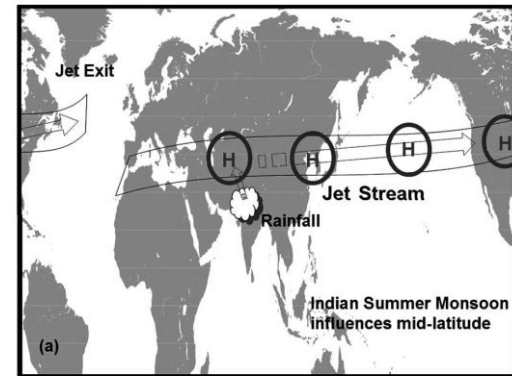 Jet Exit
H
H
H
H
Jet Stream
Rainfall
Indian Summer Monsoon
influences mid-latitude
(a)